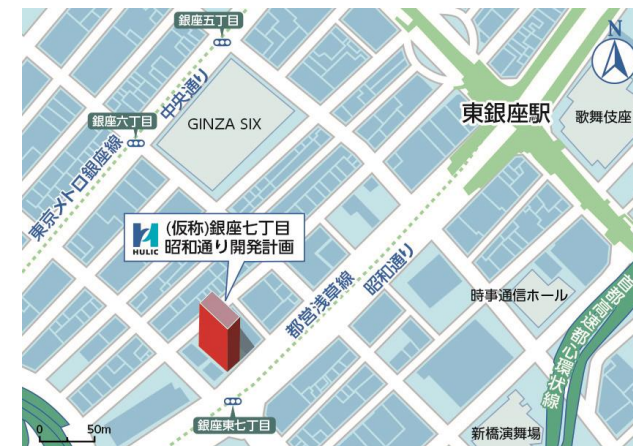 銀座五丁目
N
中央通り
GINZA SIX
銀座六丁目
東銀座駅
歌舞伎座
東京メトロ銀座線
HULIC
(仮称)銀座七丁目
昭和通り開発計画
都営浅草線
昭和通り
時事通信ホール
首都高速都心環状線
銀座東七丁目
新橋演舞場
0 50m